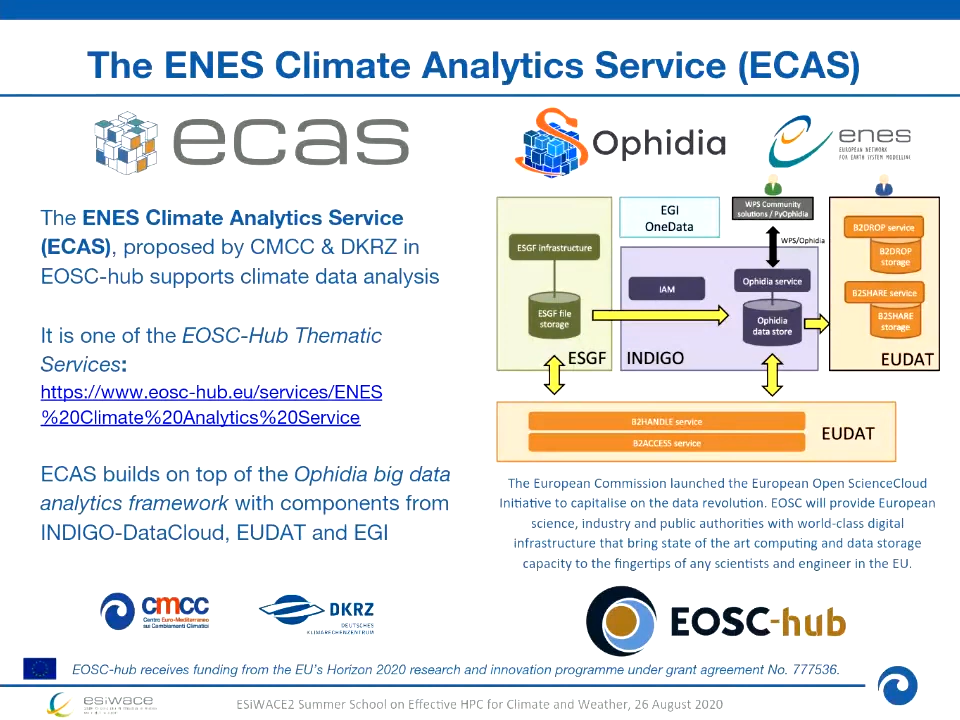 The ENES Climate Analytics Service (ECAS)
ecas
Ophidia
enes
EUROPEAN NETWORK
FOR EARTH SYSTEM MODELLING
The ENES Climate Analytics Service
(ECAS), proposed by CMCC & DKRZ in
EOSC-hub supports climate data analysis
It is one of the EOSC-Hub Thematic
Services:
https://www.eosc-hub.eu/services/ENES
%20Climate%20Analytics%20Service
ECAS builds on top of the Ophidia big data
analytics framework with components from
INDIGO-DataCloud, EUDAT and EGI
ESGF infrastructure
ESGF file
storage
ESGF
EGI
OneData
IAM
INDIGO
WPS Community
solutions / PyOphidia
WPS/Ophidia
Ophidia service
Ophidia
data store
B2DROP service
B2DROP
storage
B2SHARE service
B2SHARE
storage
EUDAT
B2HANDLE service
B2ACCESS service
EUDAT
The European Commission launched the European Open ScienceCloud
Initiative to capitalise on the data revolution. EOSC will provide European
science, industry and public authorities with world-class digital
infrastructure that bring state of the art computing and data storage
capacity to the fingertips of any scientists and engineer in the EU.
cmcc
Centro Euro-Mediterraneo
sui Cambiamenti Climatici
DKRZ
DEUTSCHES
KLIMARECHENZENTRUM
EOSC-hub
EOSC-hub receives funding from the EU's Horizon 2020 research and innovation programme under grant agreement No. 777536.
esiwace
ESiWACE2 Summer School on Effective HPC for Climate and Weather, 26 August 2020